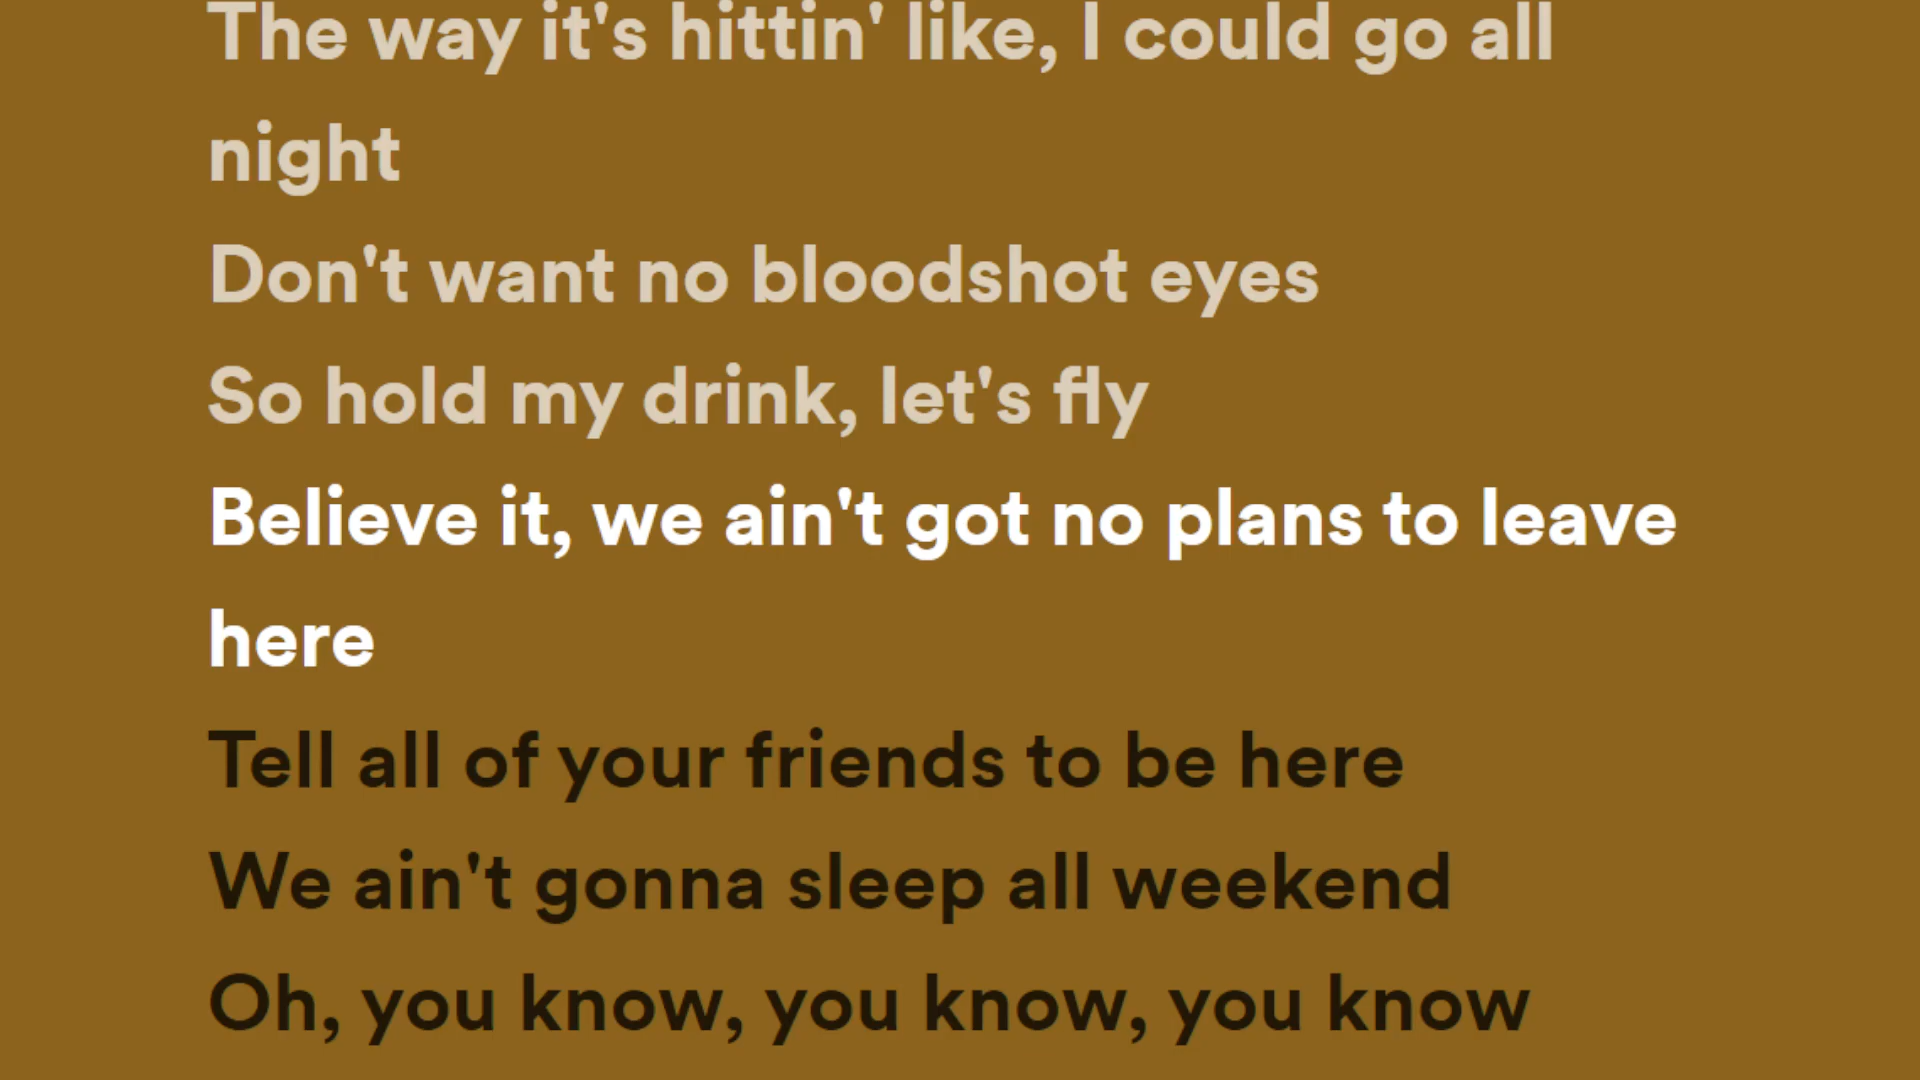 The way it's hittin' like, I could go all
night
Don't want no bloodshot eyes
So hold my drink, let's fly
Believe it, we ain't got no plans to leave
here
Tell all of your friends to be here
We ain't gonna sleep all weekend
Oh, you know, you know, you know